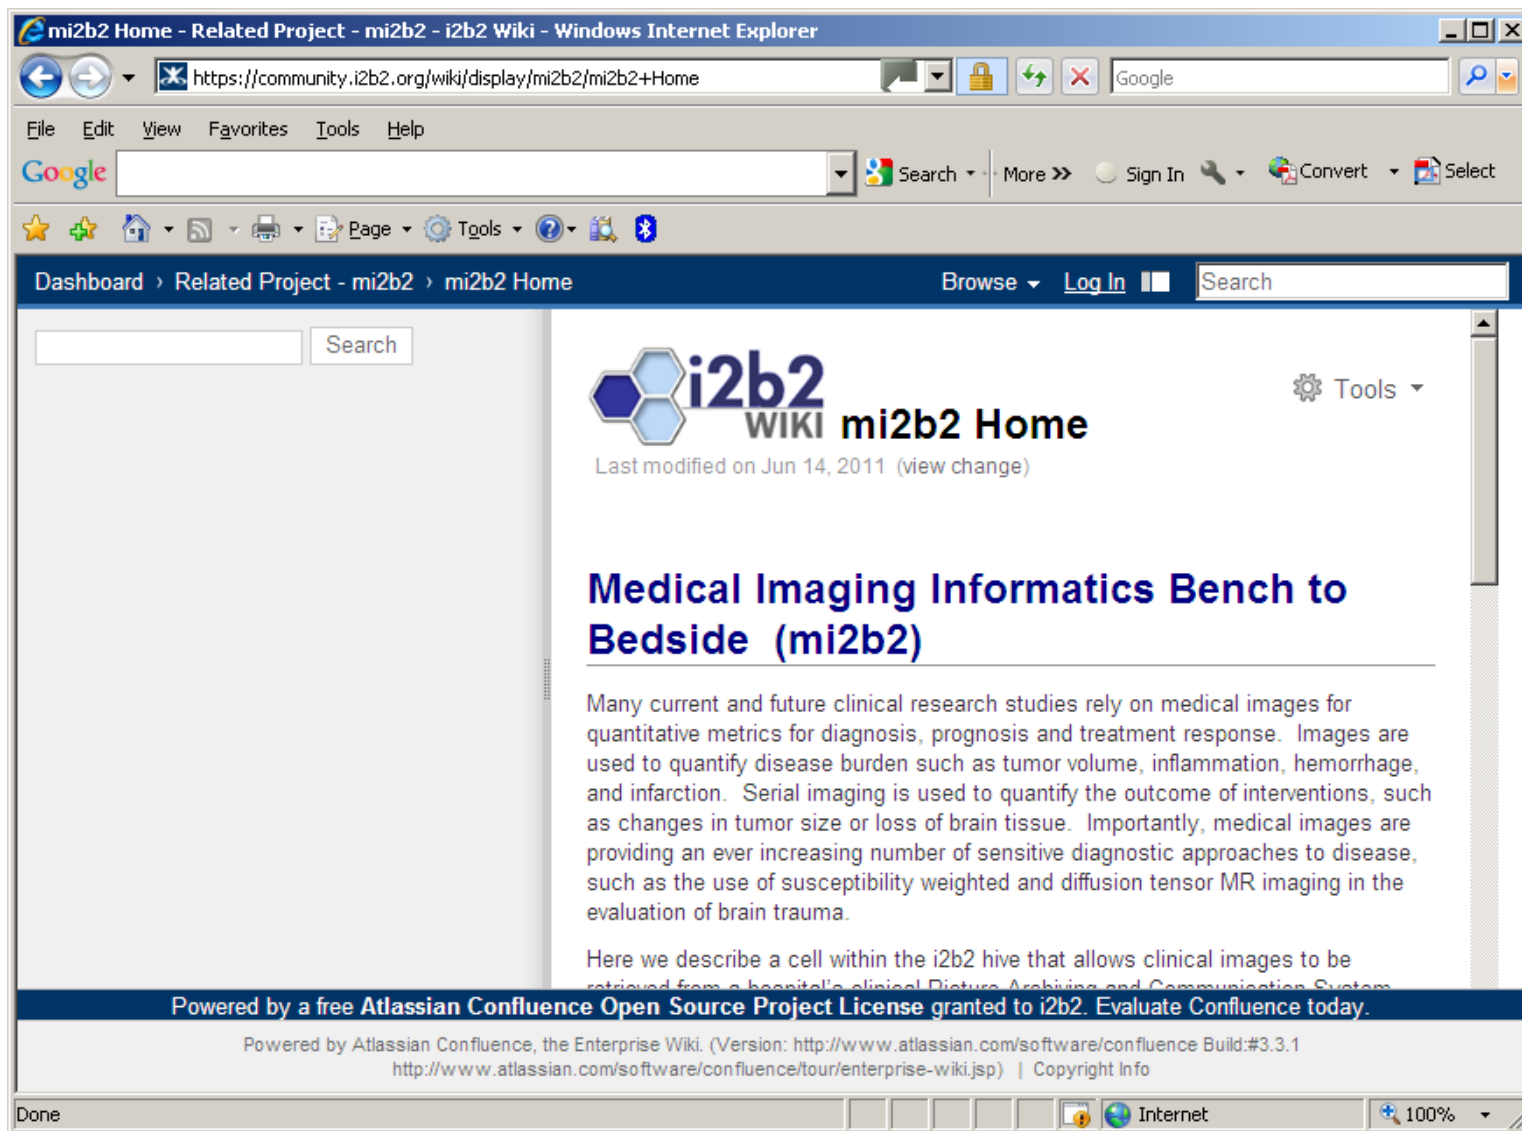 mi2b2 Home - Related Project - mi2b2 - i2b2 Wiki - Windows Internet Explorer
https://community.i2b2.org/wiki/display/mi2b2/mi2b2+Home
Google
File Edit View Favorites Tools Help
Google Search More >> Sign In Convert Select
Page Tools
Dashboard › Related Project - mi2b2 › mi2b2 Home Browse Log In Search
Search
i2b2
WIKI mi2b2 Home
Tools
Last modified on Jun 14, 2011 (view change)
Medical Imaging Informatics Bench to
Bedside (mi2b2)
Many current and future clinical research studies rely on medical images for
quantitative metrics for diagnosis, prognosis and treatment response. Images are
used to quantify disease burden such as tumor volume, inflammation, hemorrhage,
and infarction. Serial imaging is used to quantify the outcome of interventions, such
as changes in tumor size or loss of brain tissue. Importantly, medical images are
providing an ever increasing number of sensitive diagnostic approaches to disease,
such as the use of susceptibility weighted and diffusion tensor MR imaging in the
evaluation of brain trauma.
Here we describe a cell within the i2b2 hive that allows clinical images to be
retrieved from a hospital's clinical Picture Archiving and Communication System
Powered by a free Atlassian Confluence Open Source Project License granted to i2b2. Evaluate Confluence today.
Powered by Atlassian Confluence, the Enterprise Wiki. (Version: http://www.atlassian.com/software/confluence Build:#3.3.1
http://www.atlassian.com/software/confluence/tour/enterprise-wiki.jsp) | Copyright Info
Done Internet 100%